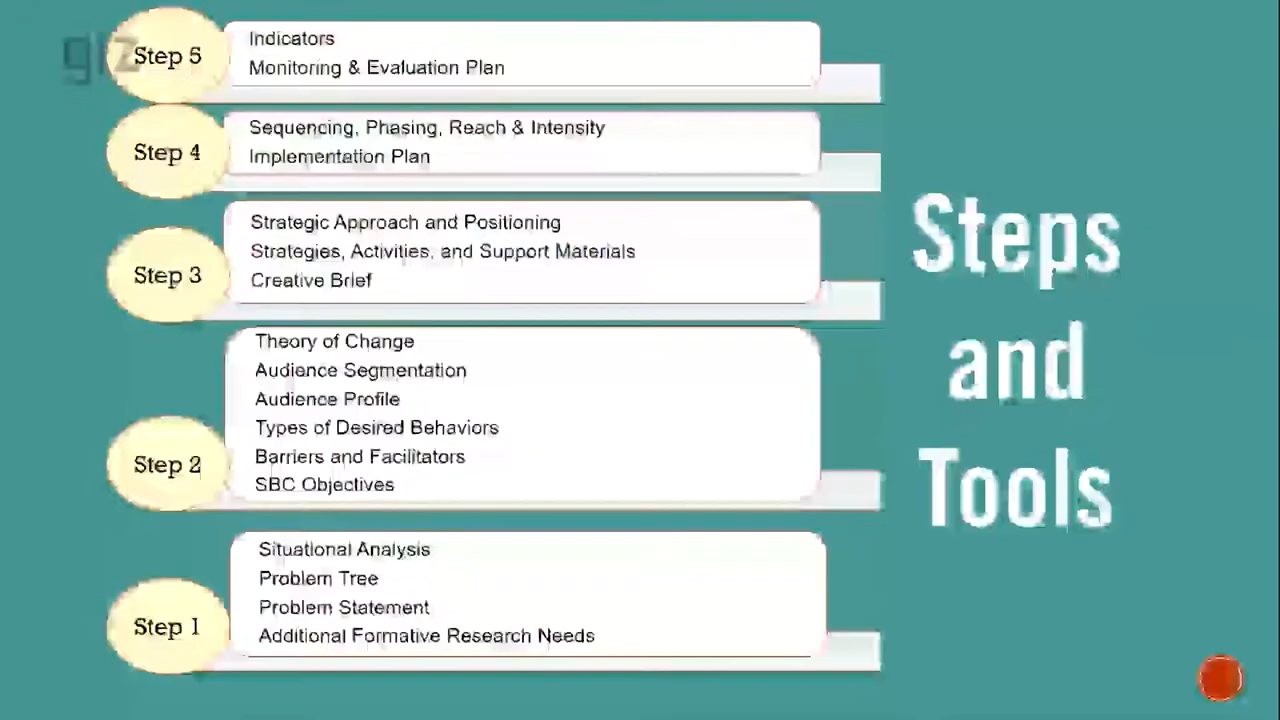 giz
Step 5
Indicators
Monitoring & Evaluation Plan
Step 4
Sequencing, Phasing, Reach & Intensity
Implementation Plan
Step 3
Strategic Approach and Positioning
Strategies, Activities, and Support Materials
Creative Brief
Step 2
Theory of Change
Audience Segmentation
Audience Profile
Types of Desired Behaviors
Barriers and Facilitators
SBC Objectives
Step 1
Situational Analysis
Problem Tree
Problem Statement
Additional Formative Research Needs
Steps
and
Tools